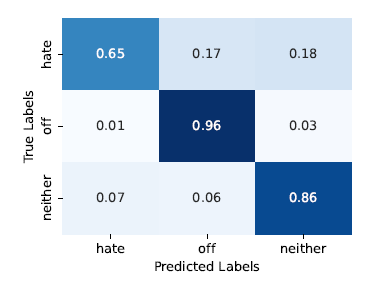 True Labels
hate 0.65 0.17 0.18
off 0.01 0.96 0.03
neither 0.07 0.06 0.86
hate off neither
Predicted Labels